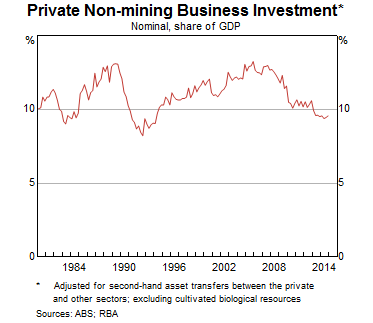 Private Non-mining Business Investment*
Nominal, share of GDP
% %
10 10
5 5
0 0
1984 1990 1996 2002 2008 2014
* Adjusted for second-hand asset transfers between the private
and other sectors; excluding cultivated biological resources
Sources: ABS; RBA